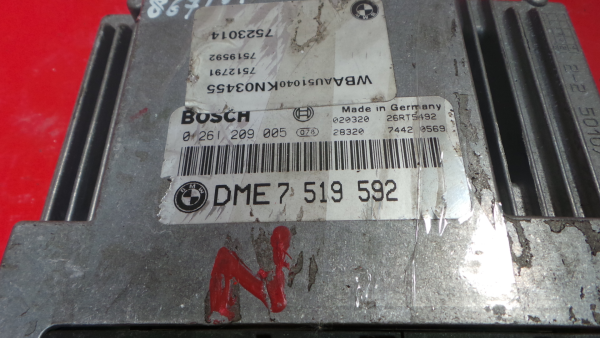 7523014
7519592
7512791
WBAAU51040KN03455
BOSCH
Made in Germany
0 261 209 005
020320 26RT5492
28320 7442 0569
BMW
DME 7 519 592
N